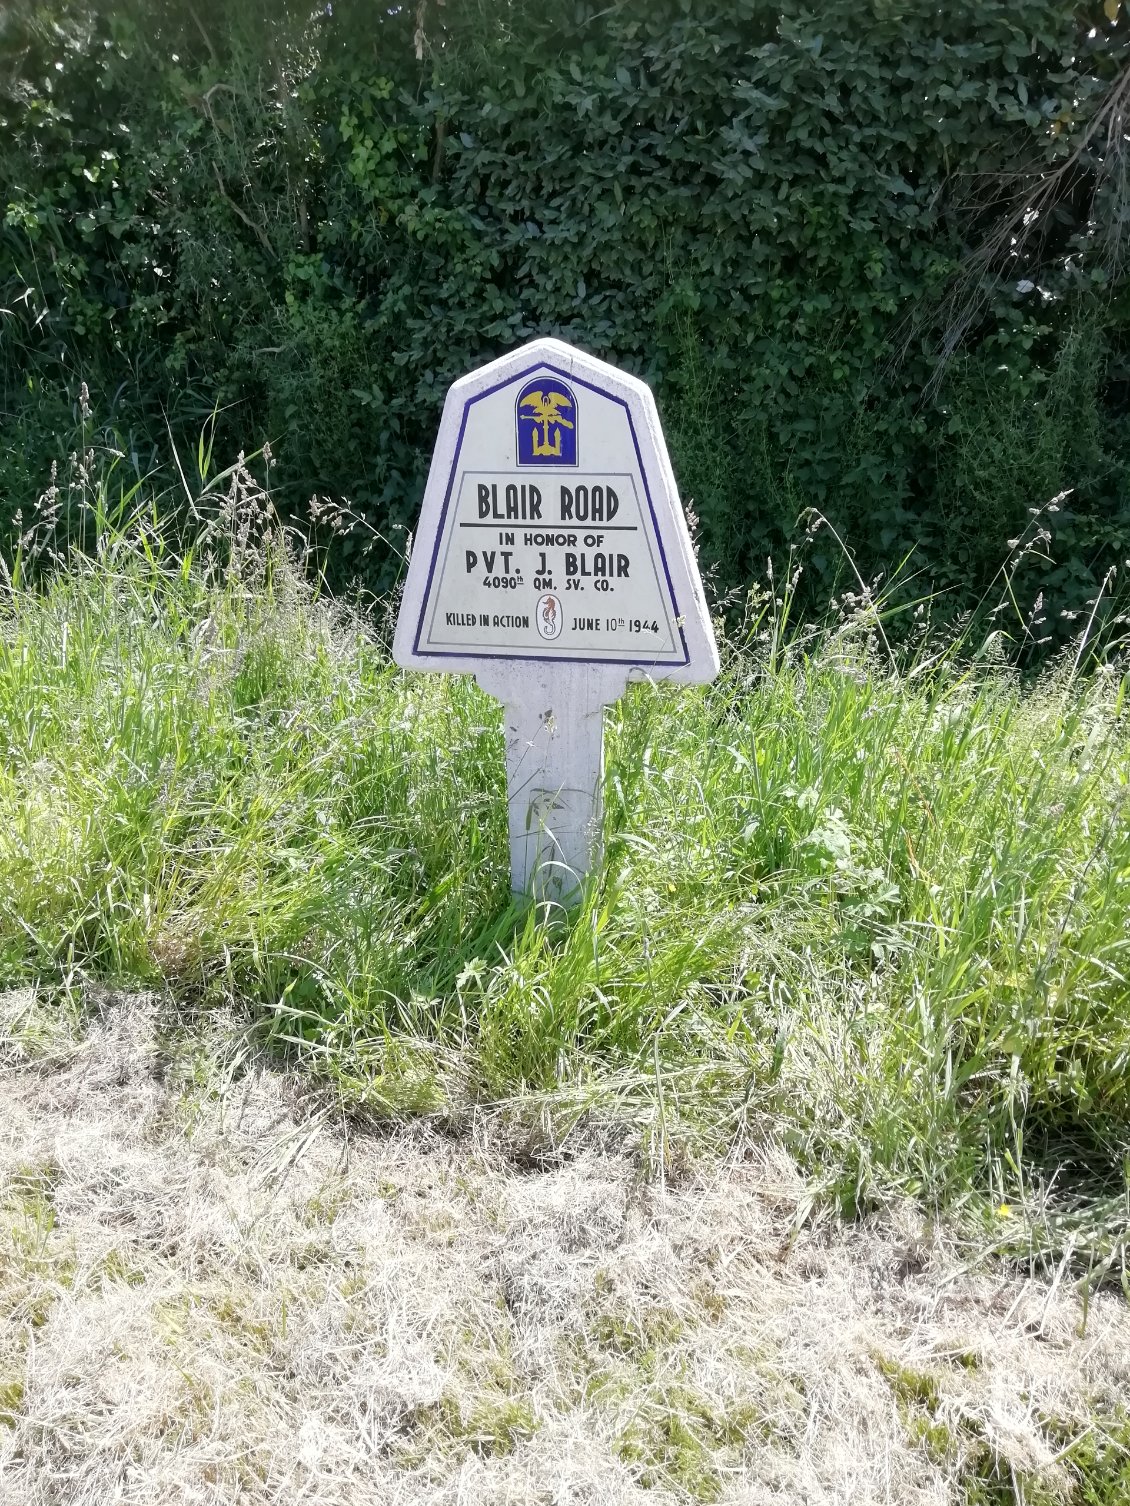 BLAIR ROAD
IN HONOR OF
PVT. J. BLAIR
4090th QM. SV. CO.
KILLED IN ACTION JUNE 10th 1944